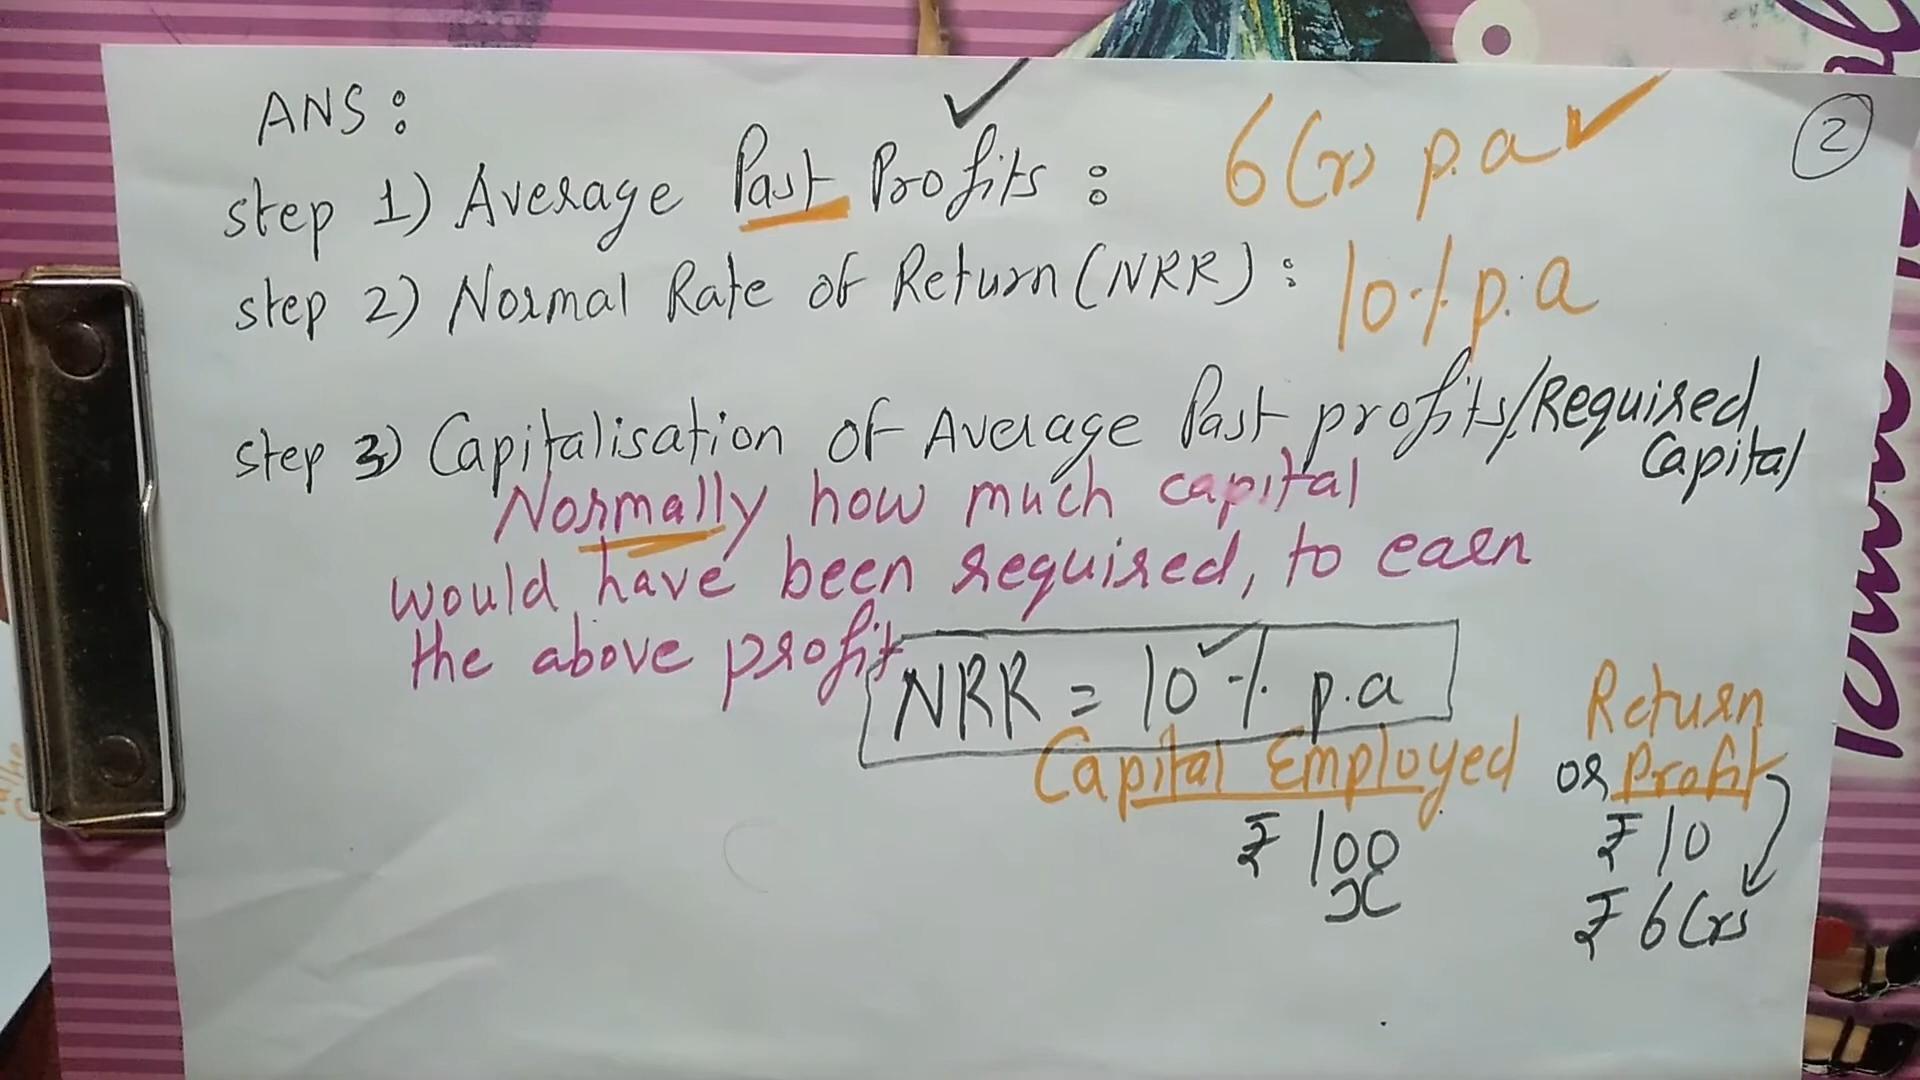 ANS :
2
step 1) Average Past Profits : 6 Crs p.a
step 2) Normal Rate of Return (NRR) : 10 % p.a
step 3) Capitalisation of Average Past profits/Required Capital
Normally how much capital
would have been required, to earn
the above profit
NRR = 10 % p.a
Capital Employed
Return
or Profit
₹ 100
₹ 10
x
₹ 6 Crs